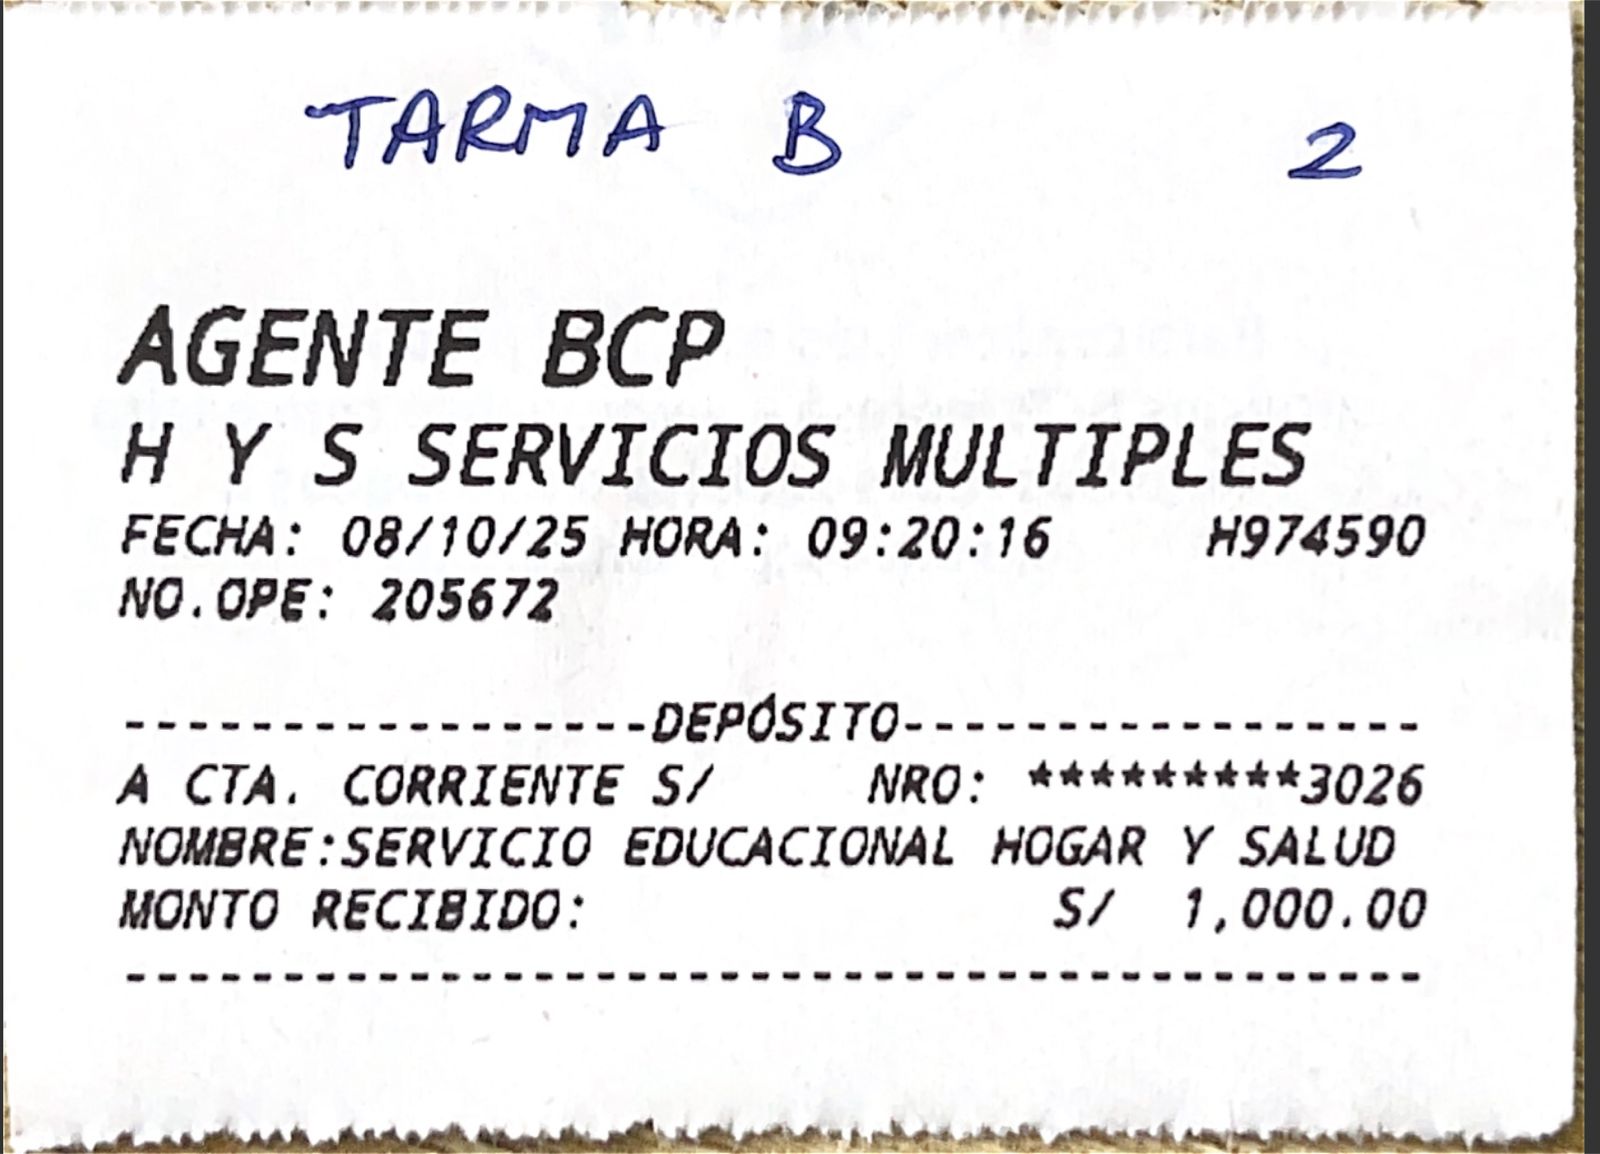 TARMA B 2
AGENTE BCP
H Y S SERVICIOS MULTIPLES
FECHA: 08/10/25 HORA: 09:20:16 H974590
NO.OPE: 205672
-----------------DEPÓSITO-----------------
A CTA. CORRIENTE S/ NRO: *********3026
NOMBRE:SERVICIO EDUCACIONAL HOGAR Y SALUD
MONTO RECIBIDO: S/ 1,000.00
------------------------------------------